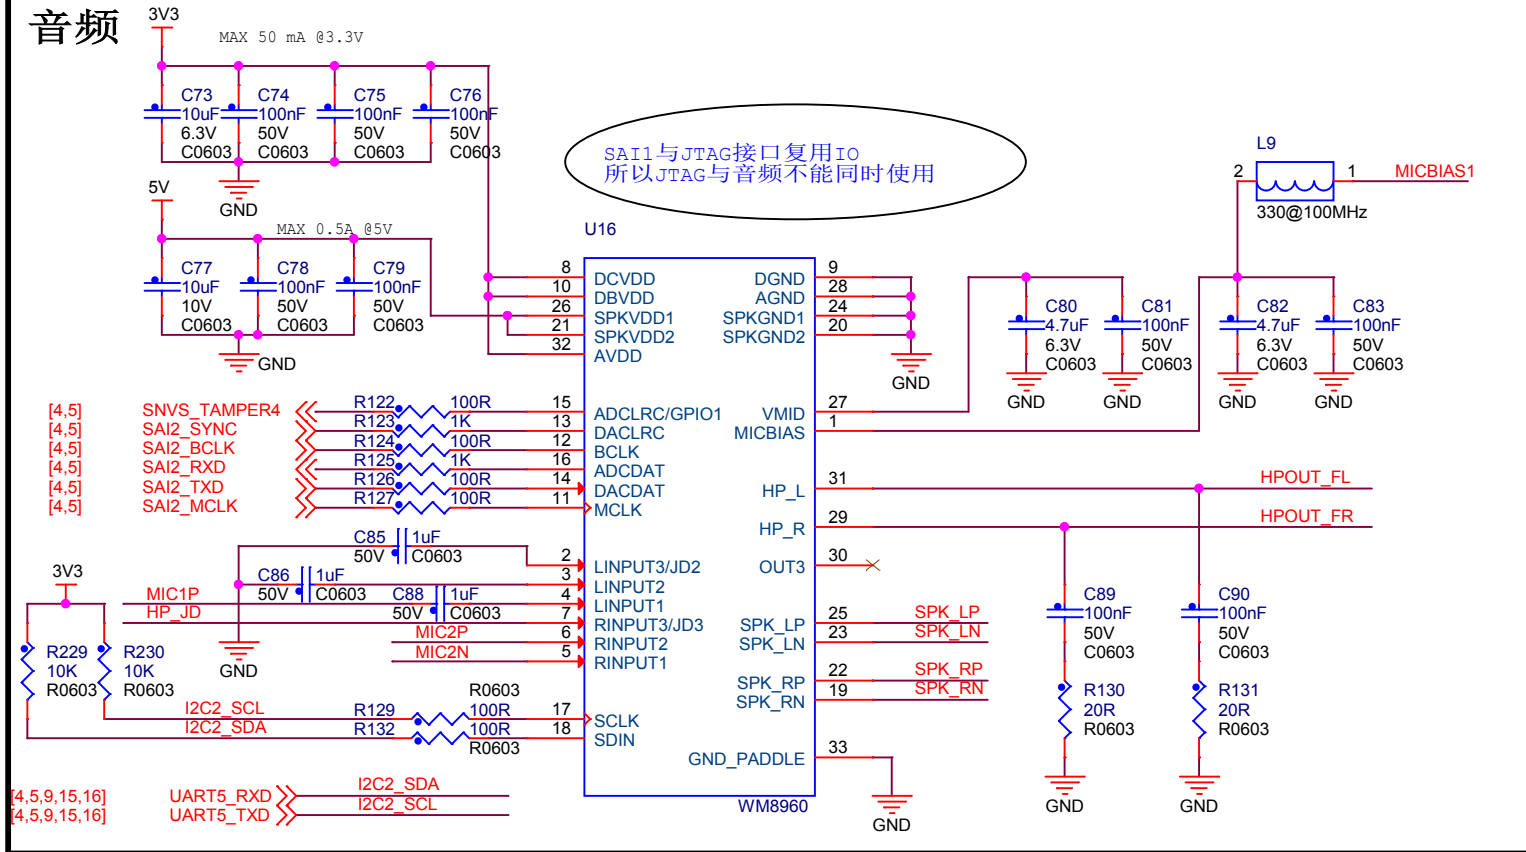 音频
3V3
MAX 50 mA @3.3V
C73
10uF
6.3V
C0603
C74
100nF
50V
C0603
C75
100nF
50V
C0603
C76
100nF
50V
C0603
GND
5V
MAX 0.5A @5V
C77
10uF
10V
C0603
C78
100nF
50V
C0603
C79
100nF
50V
C0603
GND
SAI1与JTAG接口复用IO
所以JTAG与音频不能同时使用
L9
2 1 MICBIAS1
330@100MHz
U16
8 DCVDD
10 DBVDD
26 SPKVDD1
21 SPKVDD2
32 AVDD
DGND 9
AGND 28
SPKGND1 24
SPKGND2 20
GND
C80
4.7uF
6.3V
C0603
GND
C81
100nF
50V
C0603
GND
C82
4.7uF
6.3V
C0603
GND
C83
100nF
50V
C0603
GND
[4,5] SNVS_TAMPER4 R122 100R 15 ADCLRC/GPIO1
[4,5] SAI2_SYNC R123 1K 13 DACLRC
[4,5] SAI2_BCLK R124 100R 12 BCLK
[4,5] SAI2_RXD R125 1K 16 ADCDAT
[4,5] SAI2_TXD R126 100R 14 DACDAT
[4,5] SAI2_MCLK R127 100R 11 MCLK
VMID 27
MICBIAS 1
HP_L 31 HPOUT_FL
HP_R 29 HPOUT_FR
OUT3 30
C85 1uF
50V C0603
2 LINPUT3/JD2
C86 1uF
50V C0603
3 LINPUT2
C88 1uF
50V C0603
MIC1P 4 LINPUT1
HP_JD 7 RINPUT3/JD3
MIC2P 6 RINPUT2
MIC2N 5 RINPUT1
GND
3V3
R229
10K
R0603
R230
10K
R0603
SPK_LP 25 SPK_LP
SPK_LN 23 SPK_LN
SPK_RP 22 SPK_RP
SPK_RN 19 SPK_RN
C89
100nF
50V
C0603
R130
20R
R0603
GND
C90
100nF
50V
C0603
R131
20R
R0603
GND
R0603
I2C2_SCL R129 100R 17 SCLK
I2C2_SDA R132 100R 18 SDIN
R0603
GND_PADDLE 33
GND
WM8960
[4,5,9,15,16] UART5_RXD I2C2_SDA
[4,5,9,15,16] UART5_TXD I2C2_SCL